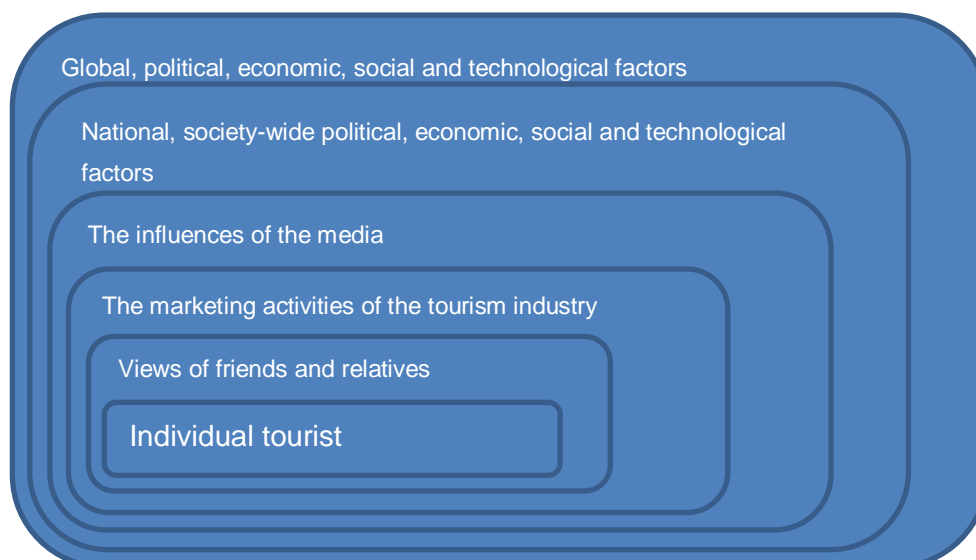 Global, political, economic, social and technological factors
National, society-wide political, economic, social and technological
factors
The influences of the media
The marketing activities of the tourism industry
Views of friends and relatives
Individual tourist